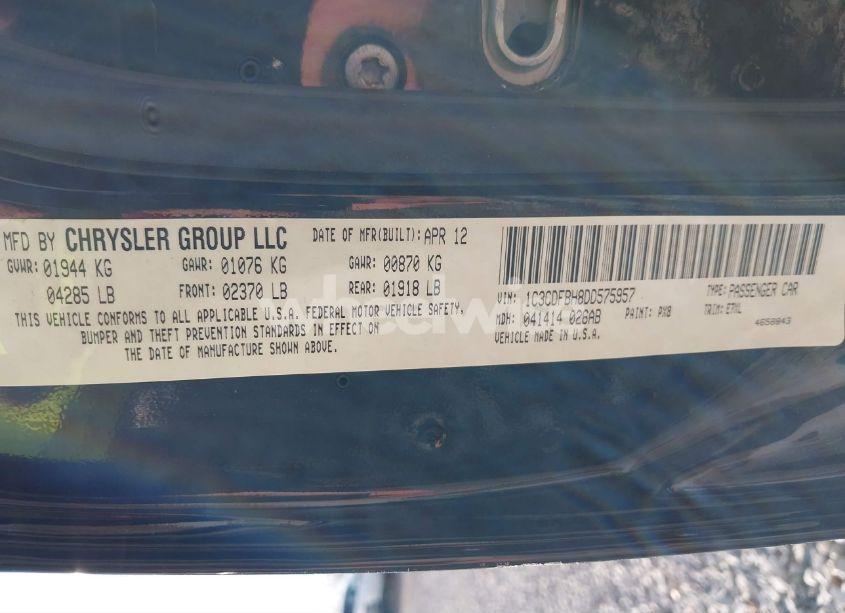 MFD BY CHRYSLER GROUP LLC DATE OF MFR(BUILT): APR 12
GVWR: 01944 KG GAWR: 01076 KG GAWR: 00870 KG
04285 LB FRONT: 02370 LB REAR: 01918 LB
THIS VEHICLE CONFORMS TO ALL APPLICABLE U.S.A. FEDERAL MOTOR VEHICLE SAFETY,
BUMPER AND THEFT PREVENTION STANDARDS IN EFFECT ON
THE DATE OF MANUFACTURE SHOWN ABOVE.
VIN: 1C3CDFBH8DD575957 TYPE: PASSENGER CAR
MDH: 041414 026AB PAINT: PX8 TRIM: E7XL
VEHICLE MADE IN U.S.A. 4658943